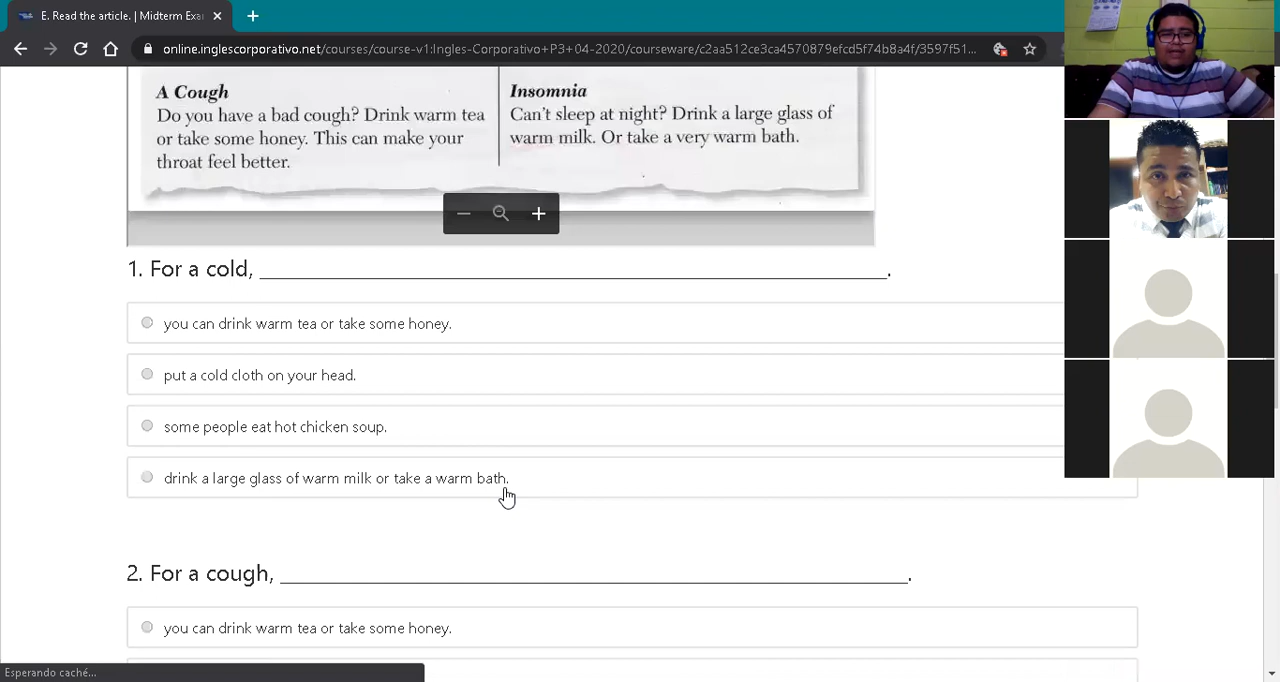 E. Read the article. | Midterm Exa
online.inglescorporativo.net/courses/course-v1:Ingles-Corporativo+P3+04-2020/courseware/c2aa512ce3ca4570879efcd5f74b8a4f/3597f51...
A Cough
Do you have a bad cough? Drink warm tea
or take some honey. This can make your
throat feel better.
Insomnia
Can't sleep at night? Drink a large glass of
warm milk. Or take a very warm bath.
1. For a cold, ______________________________.
you can drink warm tea or take some honey.
put a cold cloth on your head.
some people eat hot chicken soup.
drink a large glass of warm milk or take a warm bath.
2. For a cough, ______________________________.
you can drink warm tea or take some honey.
Esperando caché...